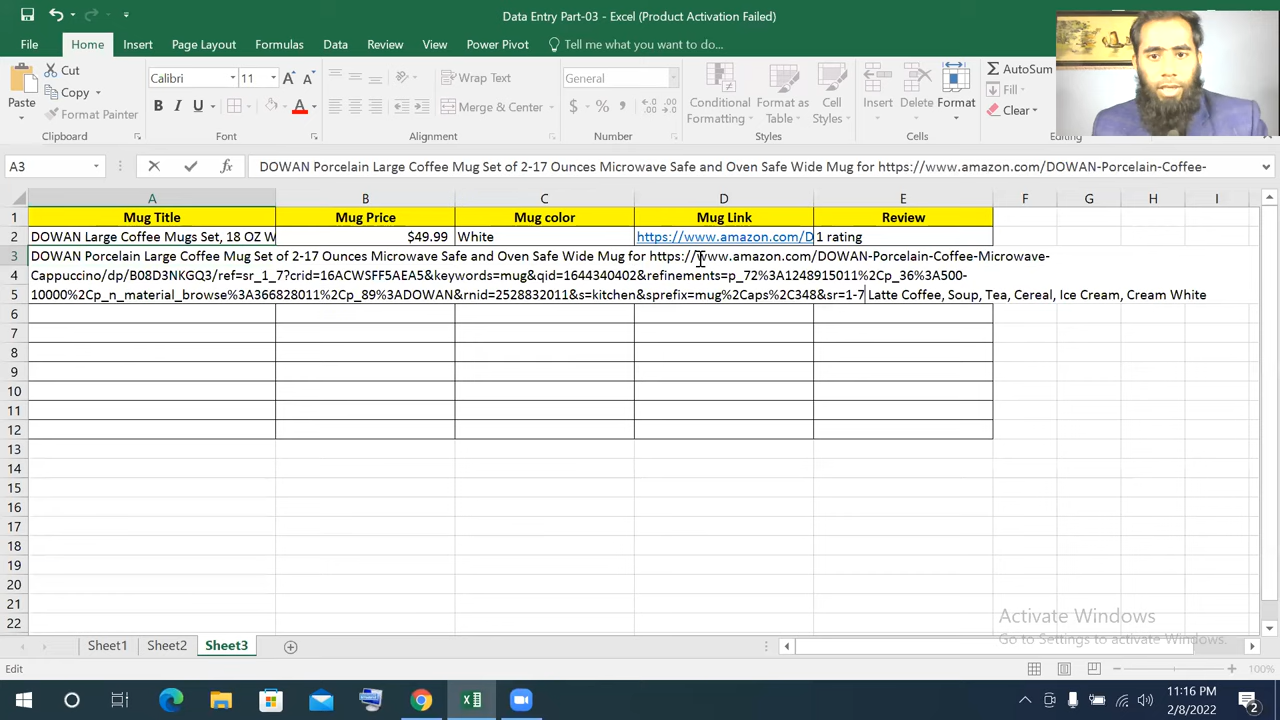 Data Entry Part-03 - Excel (Product Activation Failed)
File Home Insert Page Layout Formulas Data Review View Power Pivot Tell me what you want to do...
Paste
Cut
Copy
Format Painter
Clipboard
Calibri 11
B I U
Font
Wrap Text
Merge & Center
Alignment
General
$ % ,
Number
Conditional Formatting
Format as Table
Cell Styles
Styles
Insert Delete Format
Cells
AutoSum
Fill
Clear
Editing
A3 fx DOWAN Porcelain Large Coffee Mug Set of 2-17 Ounces Microwave Safe and Oven Safe Wide Mug for https://www.amazon.com/DOWAN-Porcelain-Coffee-
A B C D E F G H I
1 Mug Title Mug Price Mug color Mug Link Review
2 DOWAN Large Coffee Mugs Set, 18 OZ W $49.99 White https://www.amazon.com/D 1 rating
3 DOWAN Porcelain Large Coffee Mug Set of 2-17 Ounces Microwave Safe and Oven Safe Wide Mug for https://www.amazon.com/DOWAN-Porcelain-Coffee-Microwave-
4 Cappuccino/dp/B08D3NKGQ3/ref=sr_1_7?crid=16ACWSFF5AEA5&keywords=mug&qid=1644340402&refinements=p_72%3A1248915011%2Cp_36%3A500-
5 10000%2Cp_n_material_browse%3A366828011%2Cp_89%3ADOWAN&rnid=2528832011&s=kitchen&sprefix=mug%2Caps%2C348&sr=1-7 Latte Coffee, Soup, Tea, Cereal, Ice Cream, Cream White
6
7
8
9
10
11
12
13
14
15
16
17
18
19
20
21
22
Activate Windows
Go to Settings to activate Windows.
Sheet1 Sheet2 Sheet3
Edit 100%
11:16 PM
2/8/2022
2